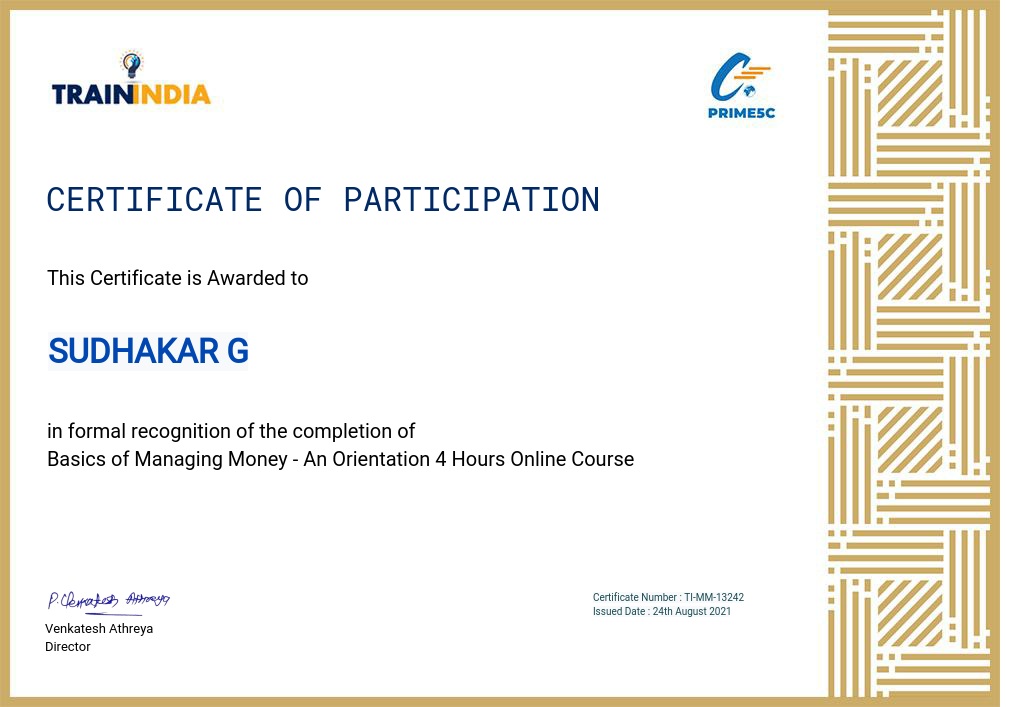 TRAININDIA
PRIME5C
CERTIFICATE OF PARTICIPATION
This Certificate is Awarded to
SUDHAKAR G
in formal recognition of the completion of
Basics of Managing Money - An Orientation 4 Hours Online Course
Venkatesh Athreya
Director
Certificate Number : TI-MM-13242
Issued Date : 24th August 2021